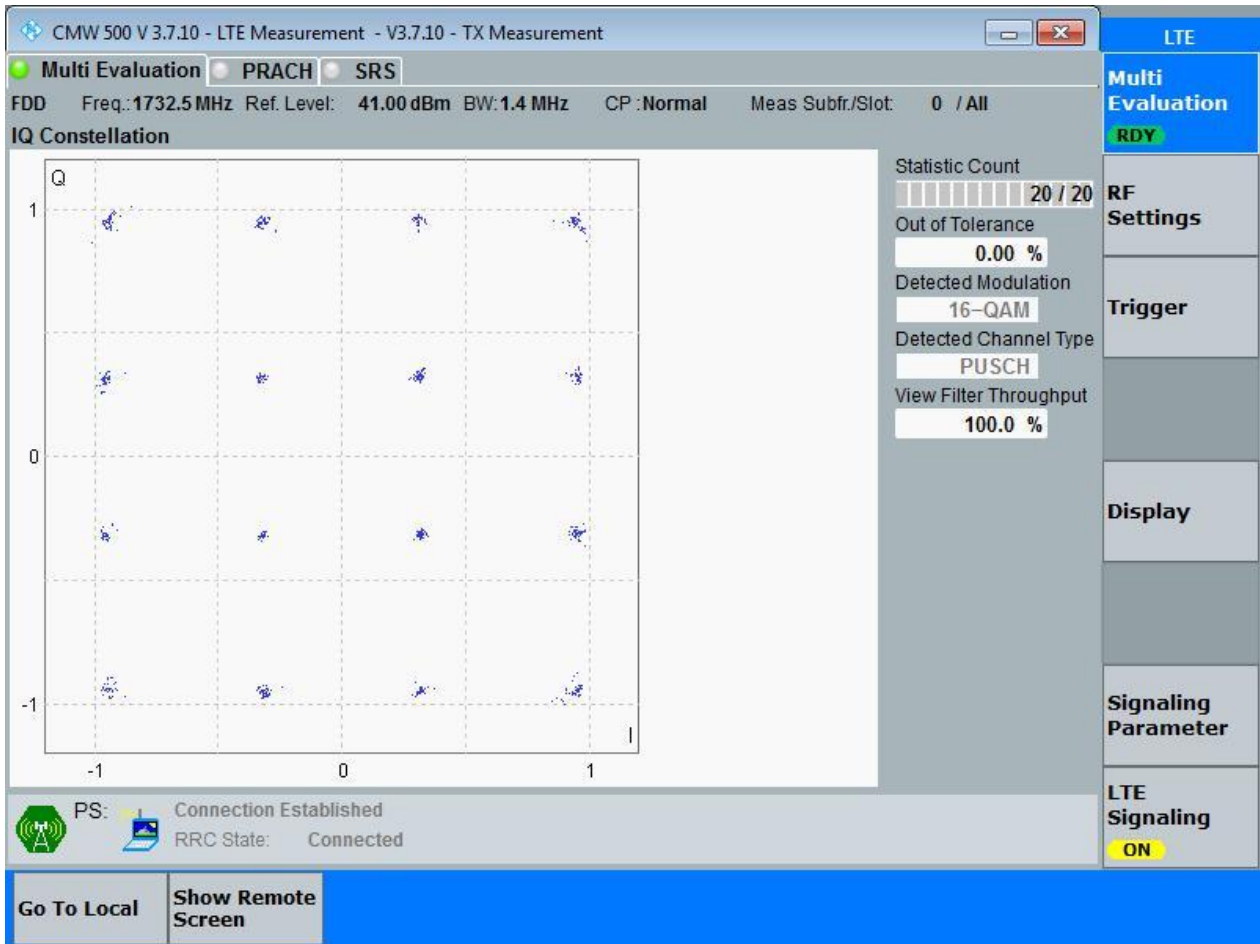 CMW 500 V 3.7.10 - LTE Measurement - V3.7.10 - TX Measurement
LTE
Multi Evaluation PRACH SRS
FDD Freq.: 1732.5 MHz Ref. Level: 41.00 dBm BW: 1.4 MHz CP : Normal Meas Subfr./Slot: 0 / All
IQ Constellation
Q
1
0
-1
-1 0 1
I
Statistic Count
20 / 20
Out of Tolerance
0.00 %
Detected Modulation
16-QAM
Detected Channel Type
PUSCH
View Filter Throughput
100.0 %
Multi
Evaluation
RDY
RF
Settings
Trigger
Display
Signaling
Parameter
LTE
Signaling
ON
PS: Connection Established
RRC State: Connected
Go To Local
Show Remote
Screen